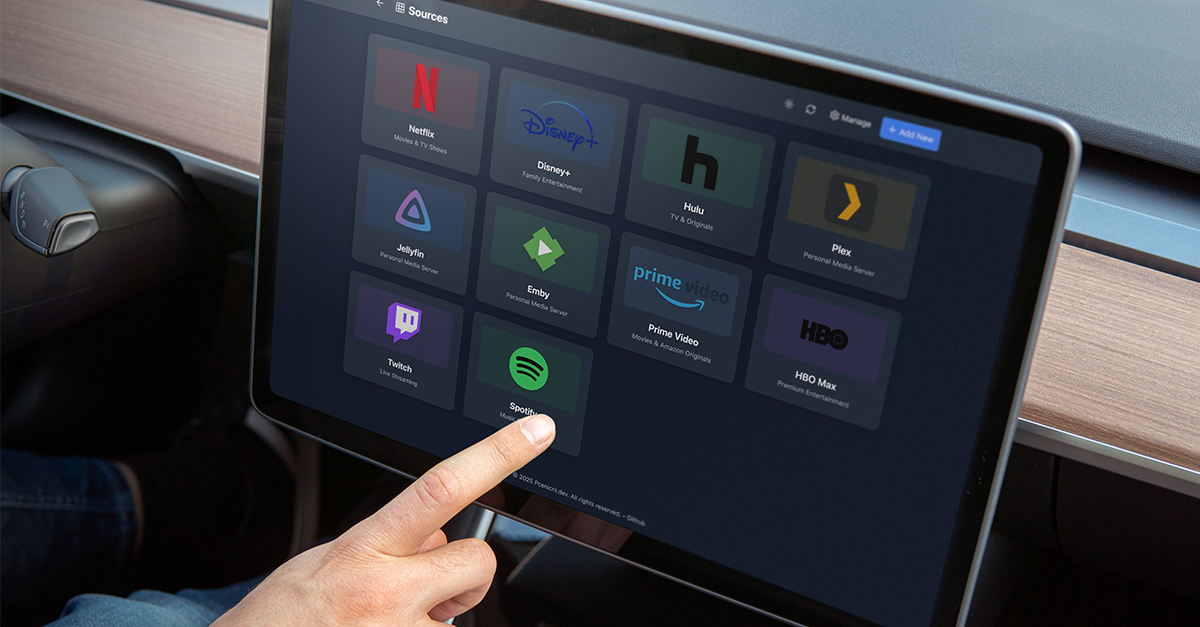 Sources
Manage
+ Add New
N
Netflix
Movies & TV Shows
Disney+
Disney+
Family Entertainment
h
Hulu
TV & Originals
Plex
Personal Media Server
Jellyfin
Personal Media Server
Emby
Personal Media Server
prime video
Prime Video
Movies & Amazon Originals
HBO
HBO Max
Premium Entertainment
Twitch
Live Streaming
Spotify
Music
© 2025 Pcenicni.dev. All rights reserved. • Github